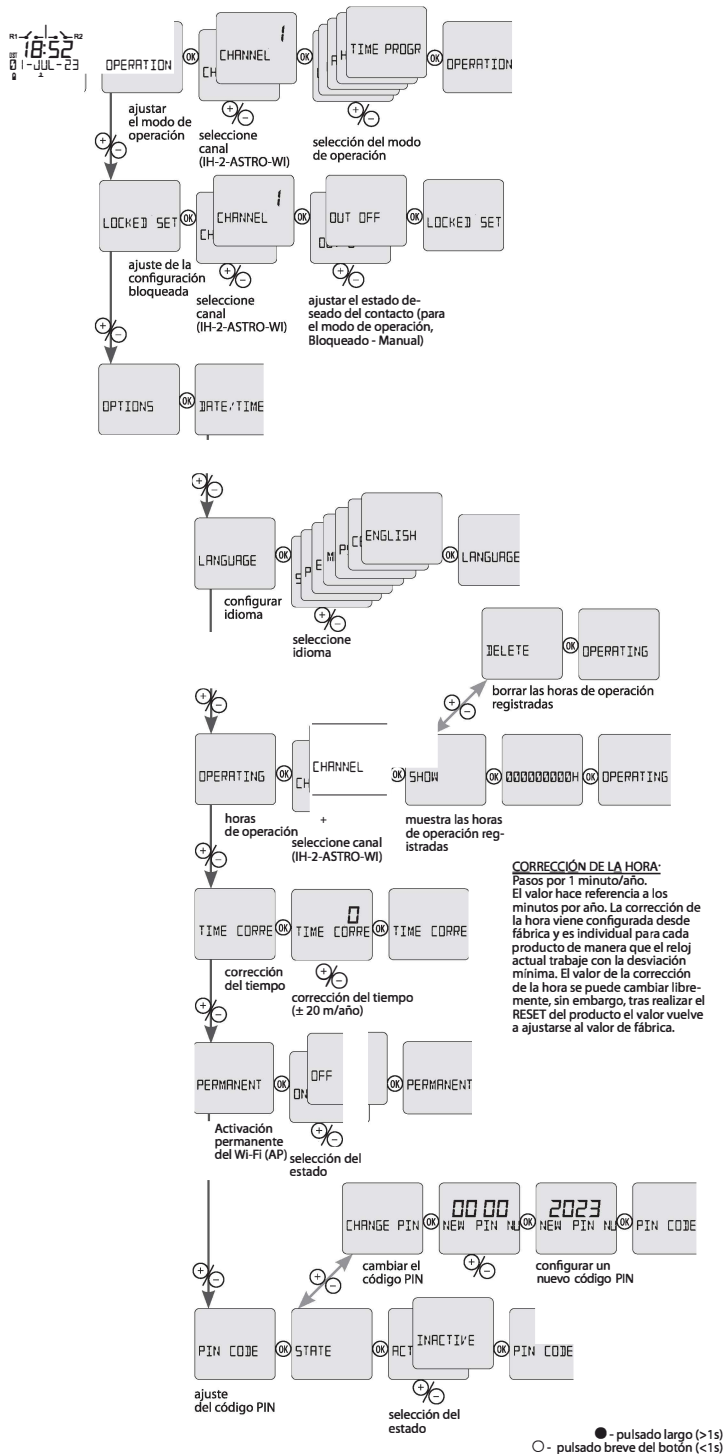 R1 R2
18:52
1-JUL-23
OPERATION OK CH CHANNEL 1 OK TIME PROGR OK OPERATION
ajustar
el modo de
operación
+/−
seleccione
canal
(IH-2-ASTRO-WI)
+/−
selección del modo
de operación
+/−
LOCKED SET OK CH CHANNEL 1 OK OUT OFF OK LOCKED SET
ajuste de la
configuración
bloqueada
+/−
seleccione
canal
(IH-2-ASTRO-WI)
+/−
ajustar el estado de-
seado del contacto (para
el modo de operación,
Bloqueado - Manual)
+/−
OPTIONS OK DATE/TIME
+/−
LANGUAGE OK S P E M P CE ENGLISH OK LANGUAGE
configurar
idioma
+/−
seleccione
idioma
DELETE OK OPERATING
borrar las horas de operación
registradas
+/−
+/−
OPERATING OK CH CHANNEL OK SHOW OK 000000000H OK OPERATING
horas
de operación
+
seleccione canal
(IH-2-ASTRO-WI)
muestra las horas
de operación reg-
istradas
+/−
CORRECCIÓN DE LA HORA·
Pasos por 1 minuto/año.
El valor hace referencia a los
minutos por año. La corrección de
la hora viene configurada desde
fábrica y es individual para cada
producto de manera que el reloj
actual trabaje con la desviación
mínima. El valor de la corrección
de la hora se puede cambiar libre-
mente, sin embargo, tras realizar el
RESET del producto el valor vuelve
a ajustarse al valor de fábrica.
TIME CORRE OK 0 TIME CORRE OK TIME CORRE
corrección
del tiempo
+/−
corrección del tiempo
(± 20 m/año)
+/−
PERMANENT OK ON OFF OK PERMANENT
Activación
permanente
del Wi-Fi (AP)
+/−
selección del
estado
CHANGE PIN OK 00 00 NEW PIN NU OK 2023 NEW PIN NU OK PIN CODE
cambiar el
código PIN
+/−
configurar un
nuevo código PIN
+/−
+/−
PIN CODE OK STATE OK ACT INACTIVE OK PIN CODE
ajuste
del código PIN
+/−
selección del
estado
● - pulsado largo (>1s)
○ - pulsado breve del botón (<1s)